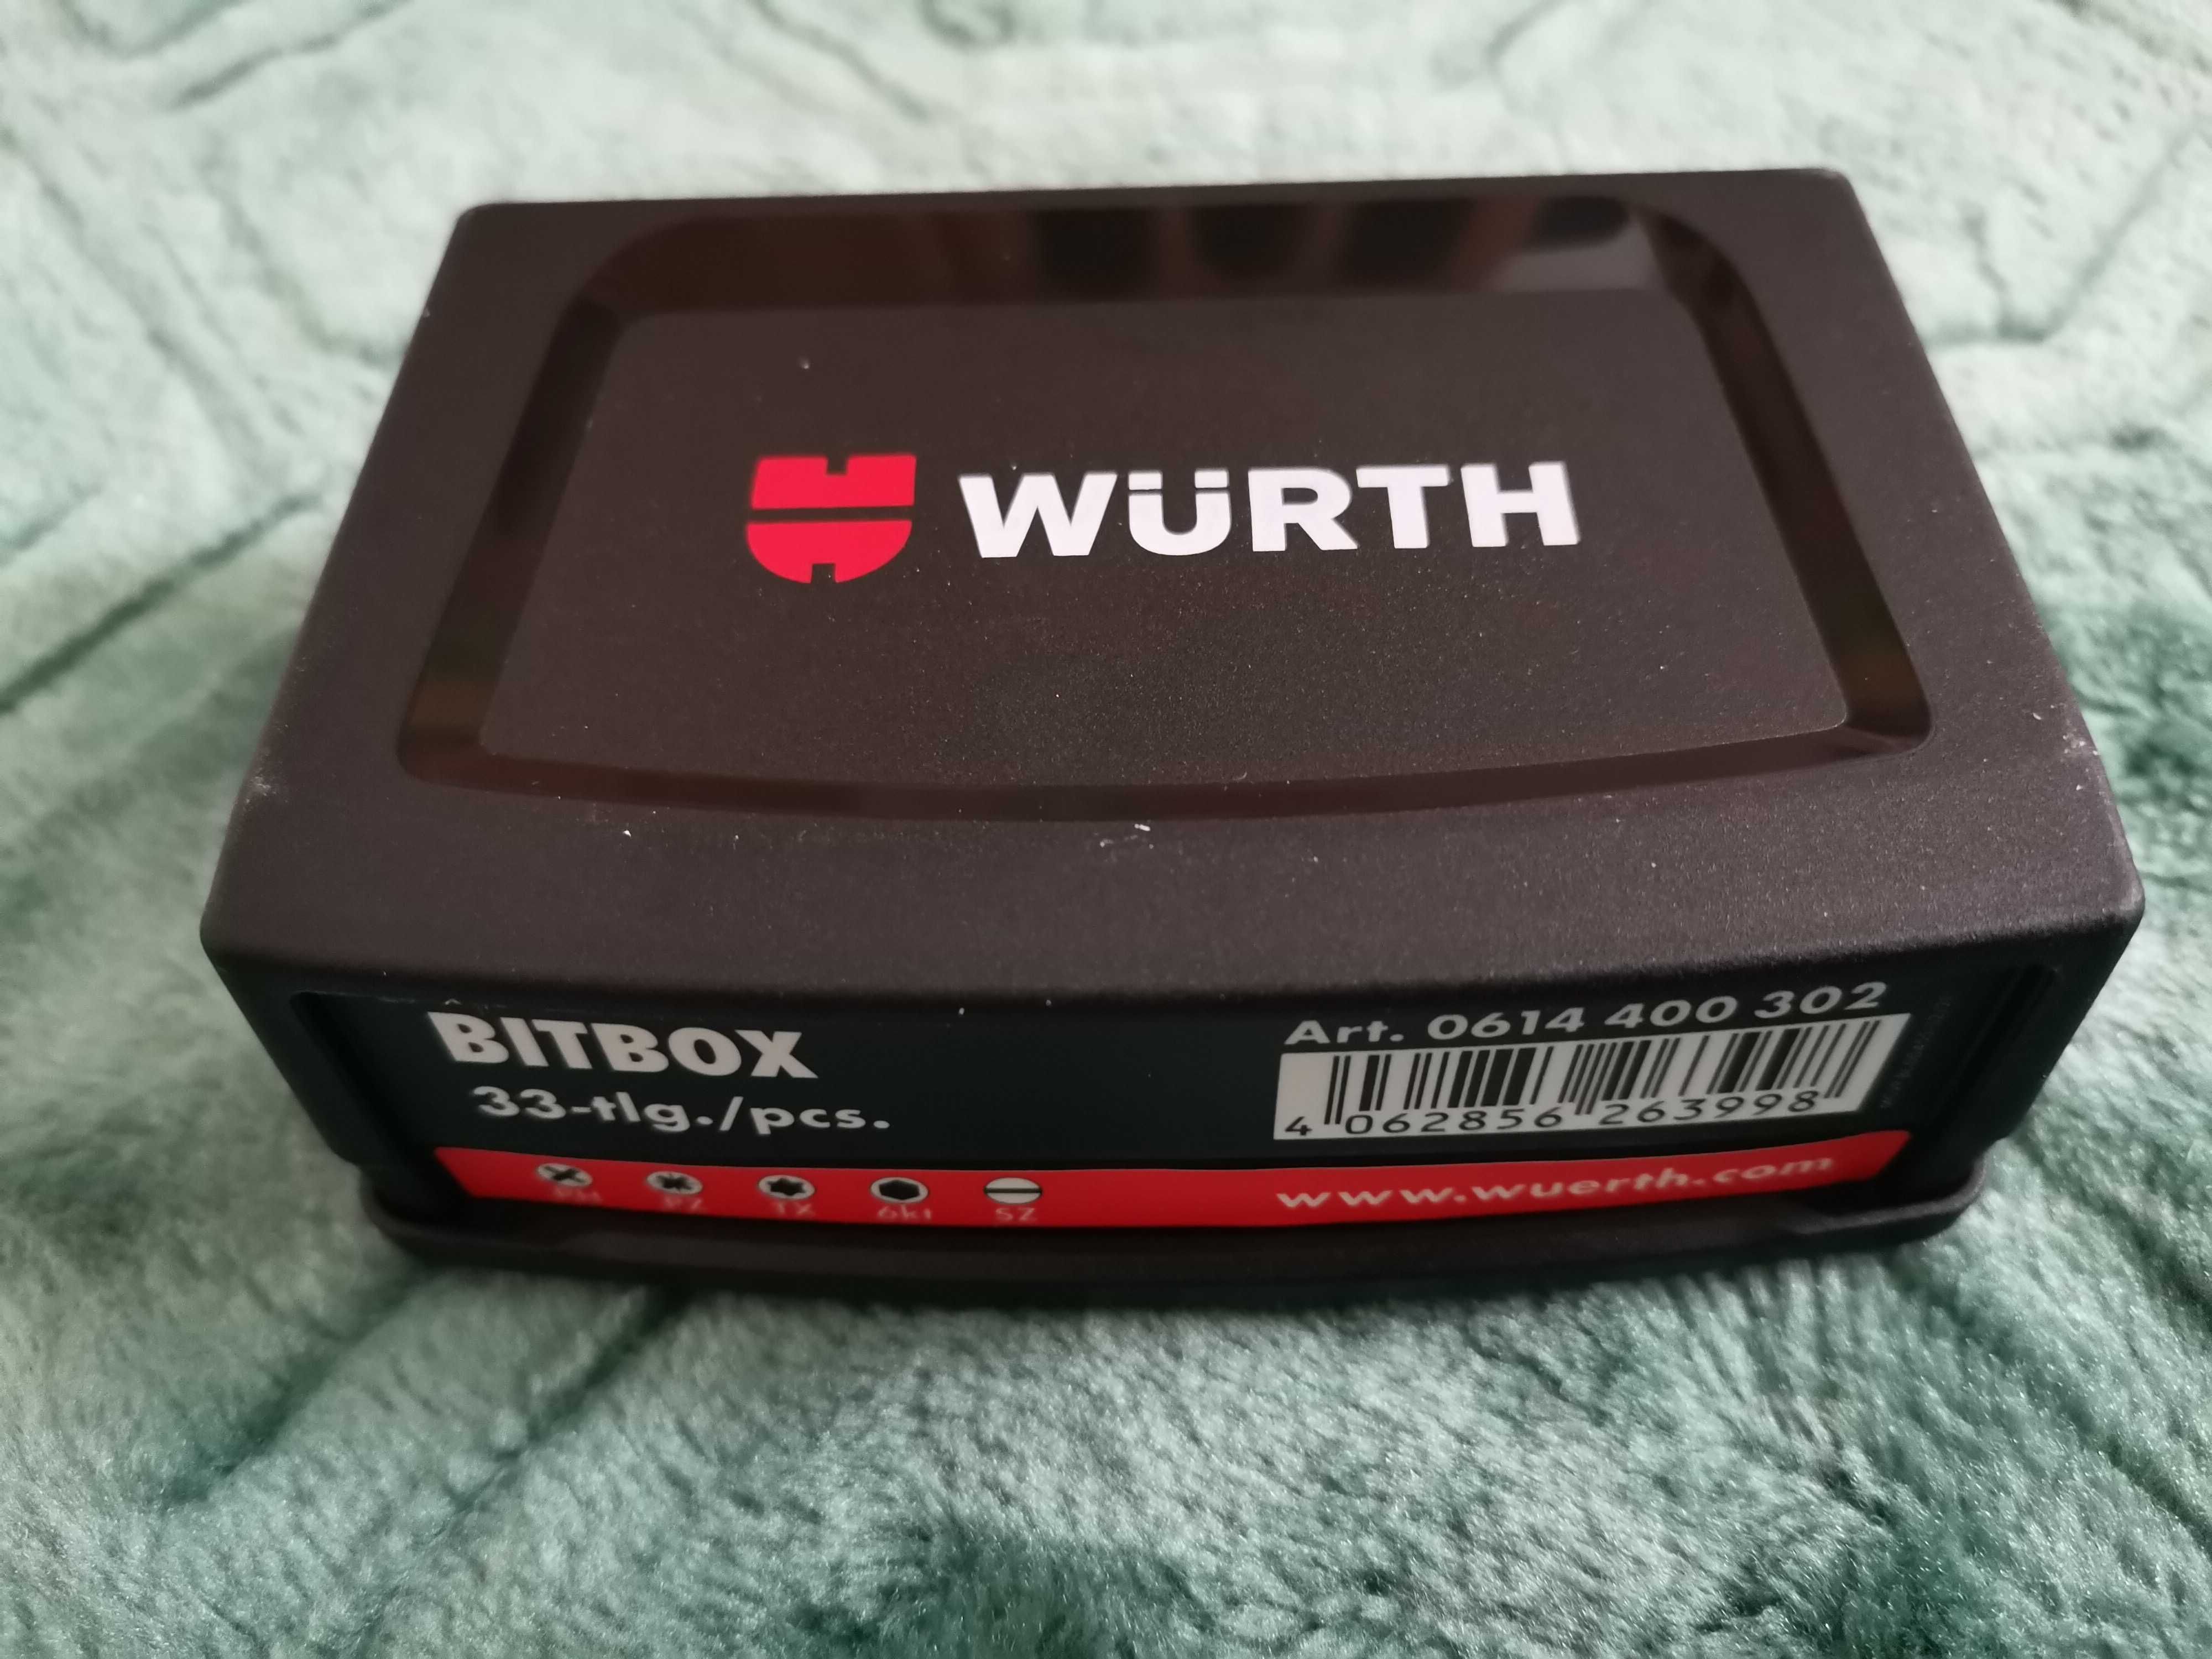 WÜRTH
BITBOX
33-tlg./pcs.
Art. 0614 400 302
4 062856 263998
PH PZ TX 6kt SZ
www.wuerth.com